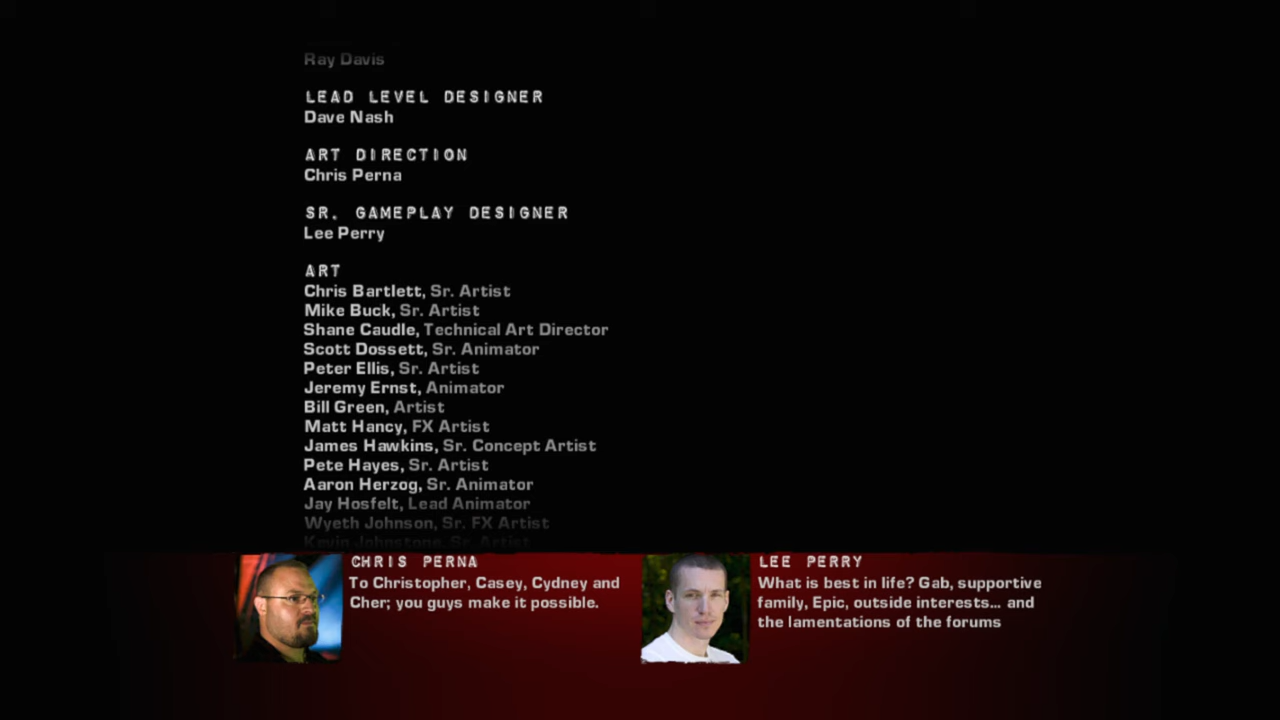 Ray Davis
LEAD LEVEL DESIGNER
Dave Nash
ART DIRECTION
Chris Perna
SR. GAMEPLAY DESIGNER
Lee Perry
ART
Chris Bartlett, Sr. Artist
Mike Buck, Sr. Artist
Shane Caudle, Technical Art Director
Scott Dossett, Sr. Animator
Peter Ellis, Sr. Artist
Jeremy Ernst, Animator
Bill Green, Artist
Matt Hancy, FX Artist
James Hawkins, Sr. Concept Artist
Pete Hayes, Sr. Artist
Aaron Herzog, Sr. Animator
Jay Hosfelt, Lead Animator
Wyeth Johnson, Sr. FX Artist
Kevin Johnstone, Sr. Artist
CHRIS PERNA
To Christopher, Casey, Cydney and
Cher; you guys make it possible.
LEE PERRY
What is best in life? Gab, supportive
family, Epic, outside interests... and
the lamentations of the forums